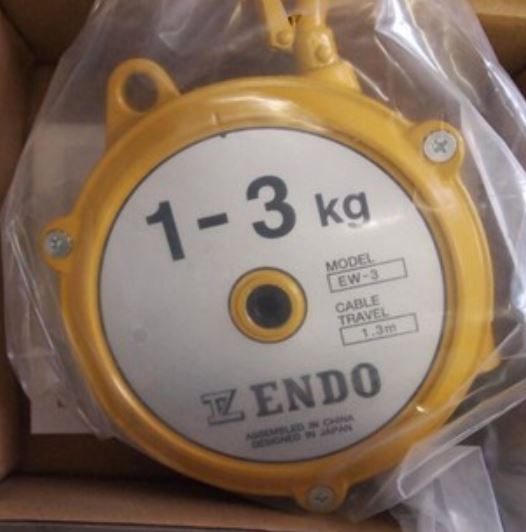 1-3 kg
MODEL
EW-3
CABLE
TRAVEL
1.3m
ENDO
ASSEMBLED IN CHINA
DESIGNED IN JAPAN